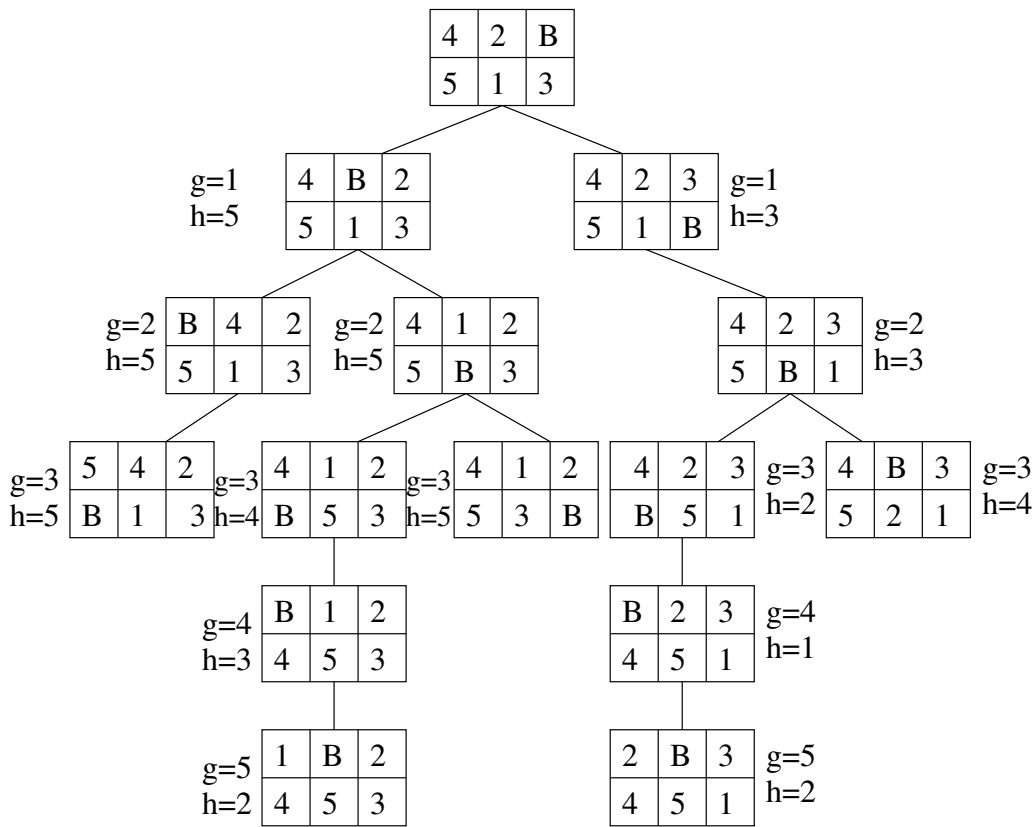 4 2 B
5 1 3
g=1
h=5
4 B 2
5 1 3
4 2 3
5 1 B
g=1
h=3
g=2
h=5
B 4 2
5 1 3
g=2
h=5
4 1 2
5 B 3
4 2 3
5 B 1
g=2
h=3
g=3
h=5
5 4 2
B 1 3
g=3
h=4
4 1 2
B 5 3
g=3
h=5
4 1 2
5 3 B
4 2 3
B 5 1
g=3
h=2
4 B 3
5 2 1
g=3
h=4
g=4
h=3
B 1 2
4 5 3
B 2 3
4 5 1
g=4
h=1
g=5
h=2
1 B 2
4 5 3
2 B 3
4 5 1
g=5
h=2